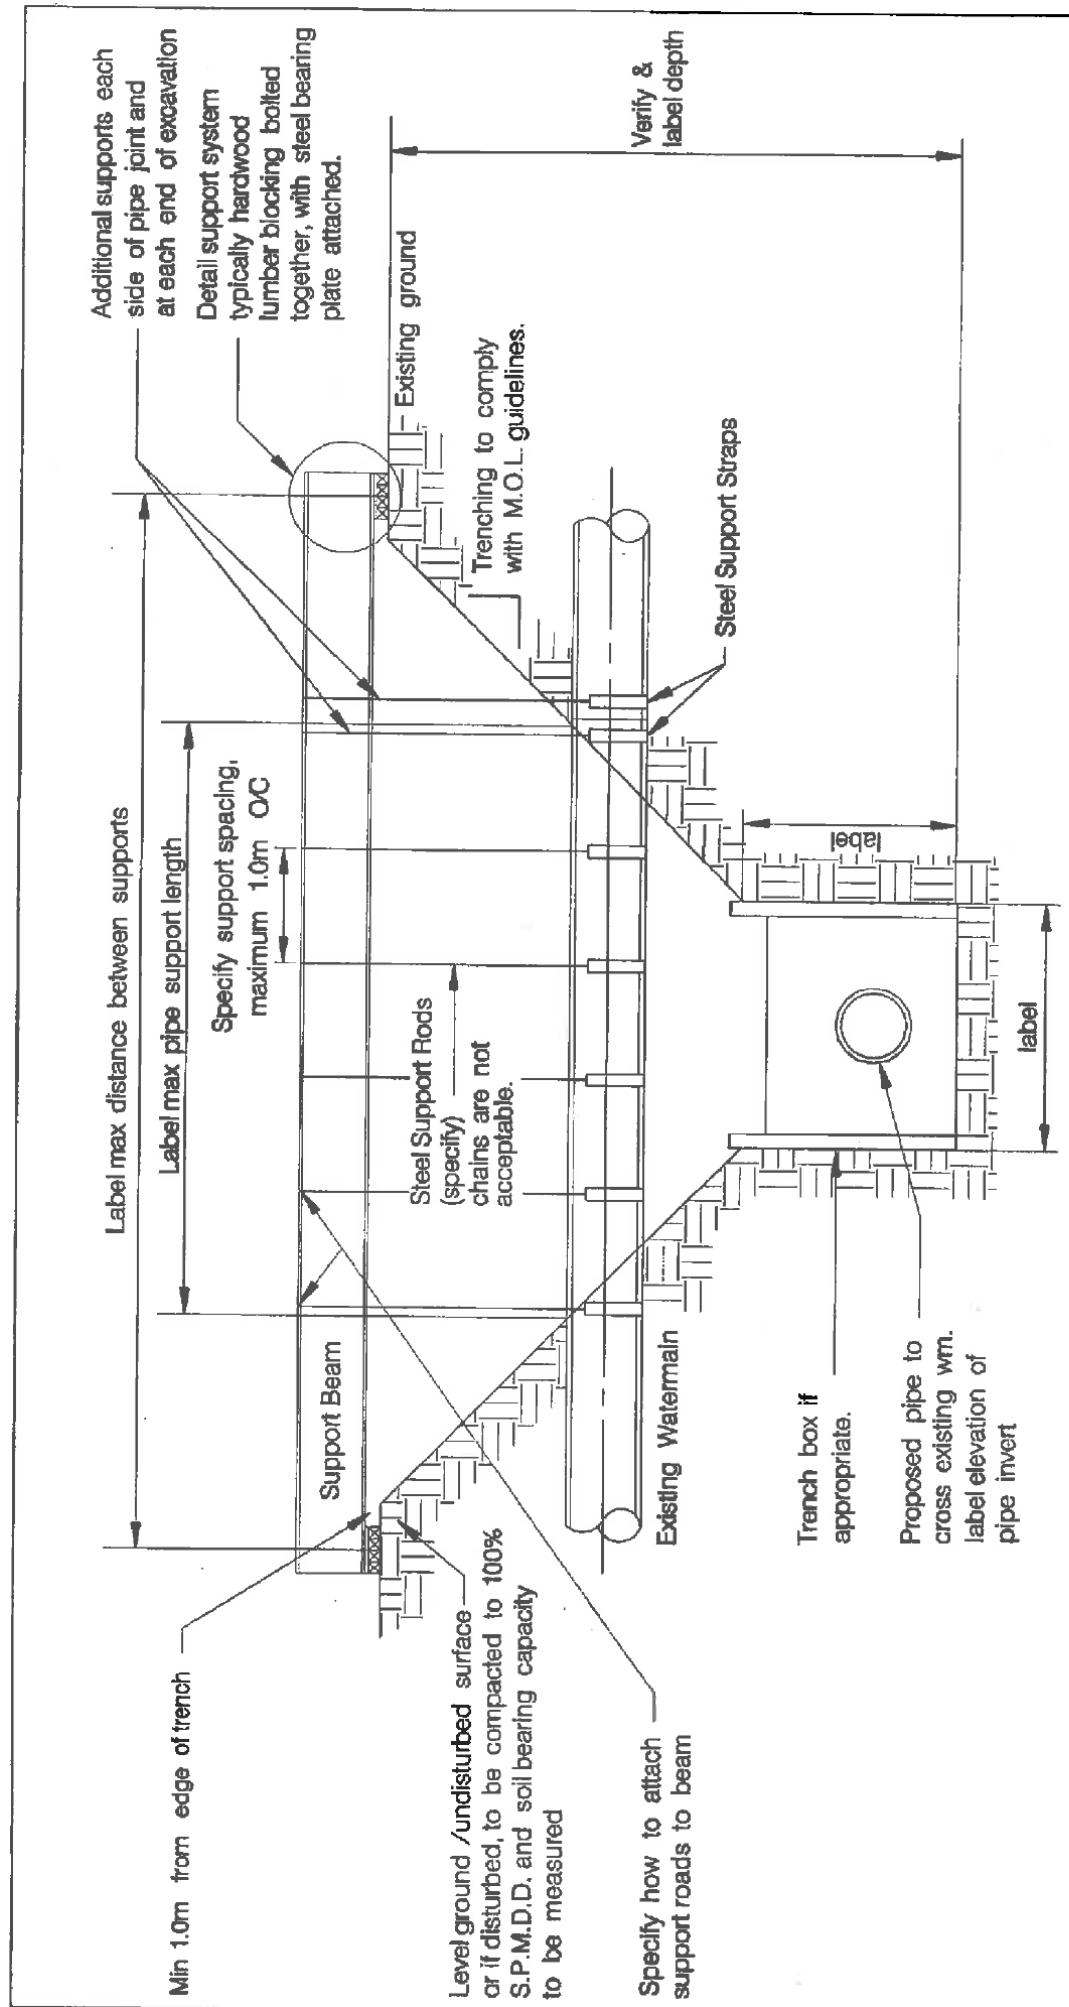 Additional supports each
side of pipe joint and
at each end of excavation
Detail support system
typically hardwood
lumber blocking bolted
together, with steel bearing
plate attached.
Label max distance between supports
Label max pipe support length
Specify support spacing,
maximum 1.0m O/C
Existing ground
Verify &
label depth
Trenching to comply
with M.O.L. guidelines.
Steel Support Rods
(specify)
chains are not
acceptable.
Steel Support Straps
Support Beam
Min 1.0m from edge of trench
Level ground /undisturbed surface
or if disturbed, to be compacted to 100%
S.P.M.D.D. and soil bearing capacity
to be measured
Existing Watermain
label
label
Specify how to attach
support roads to beam
Trench box if
appropriate.
Proposed pipe to
cross existing wm.
label elevation of
pipe invert